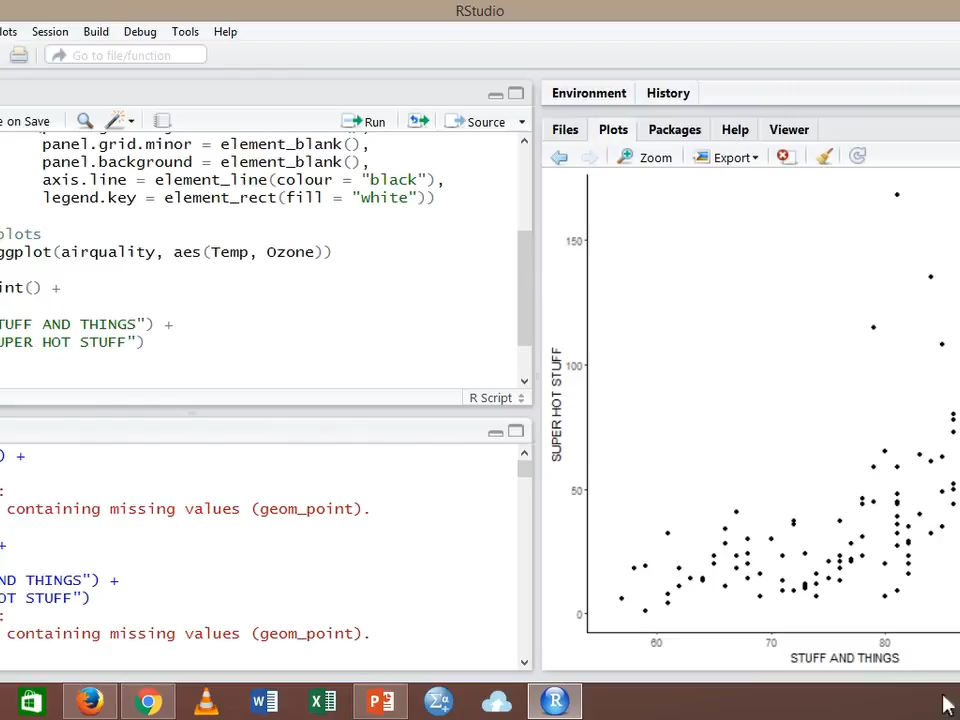 RStudio
lots Session Build Debug Tools Help
Go to file/function
e on Save Run Source
panel.grid.minor = element_blank(),
panel.background = element_blank(),
axis.line = element_line(colour = "black"),
legend.key = element_rect(fill = "white"))
plots
ggplot(airquality, aes(Temp, Ozone))
int() +
TUFF AND THINGS") +
UPER HOT STUFF")
R Script
) +
:
containing missing values (geom_point).
+
ND THINGS") +
OT STUFF")
:
containing missing values (geom_point).
Environment History
Files Plots Packages Help Viewer
Zoom Export
150
100
50
0
SUPER HOT STUFF
60 70 80
STUFF AND THINGS